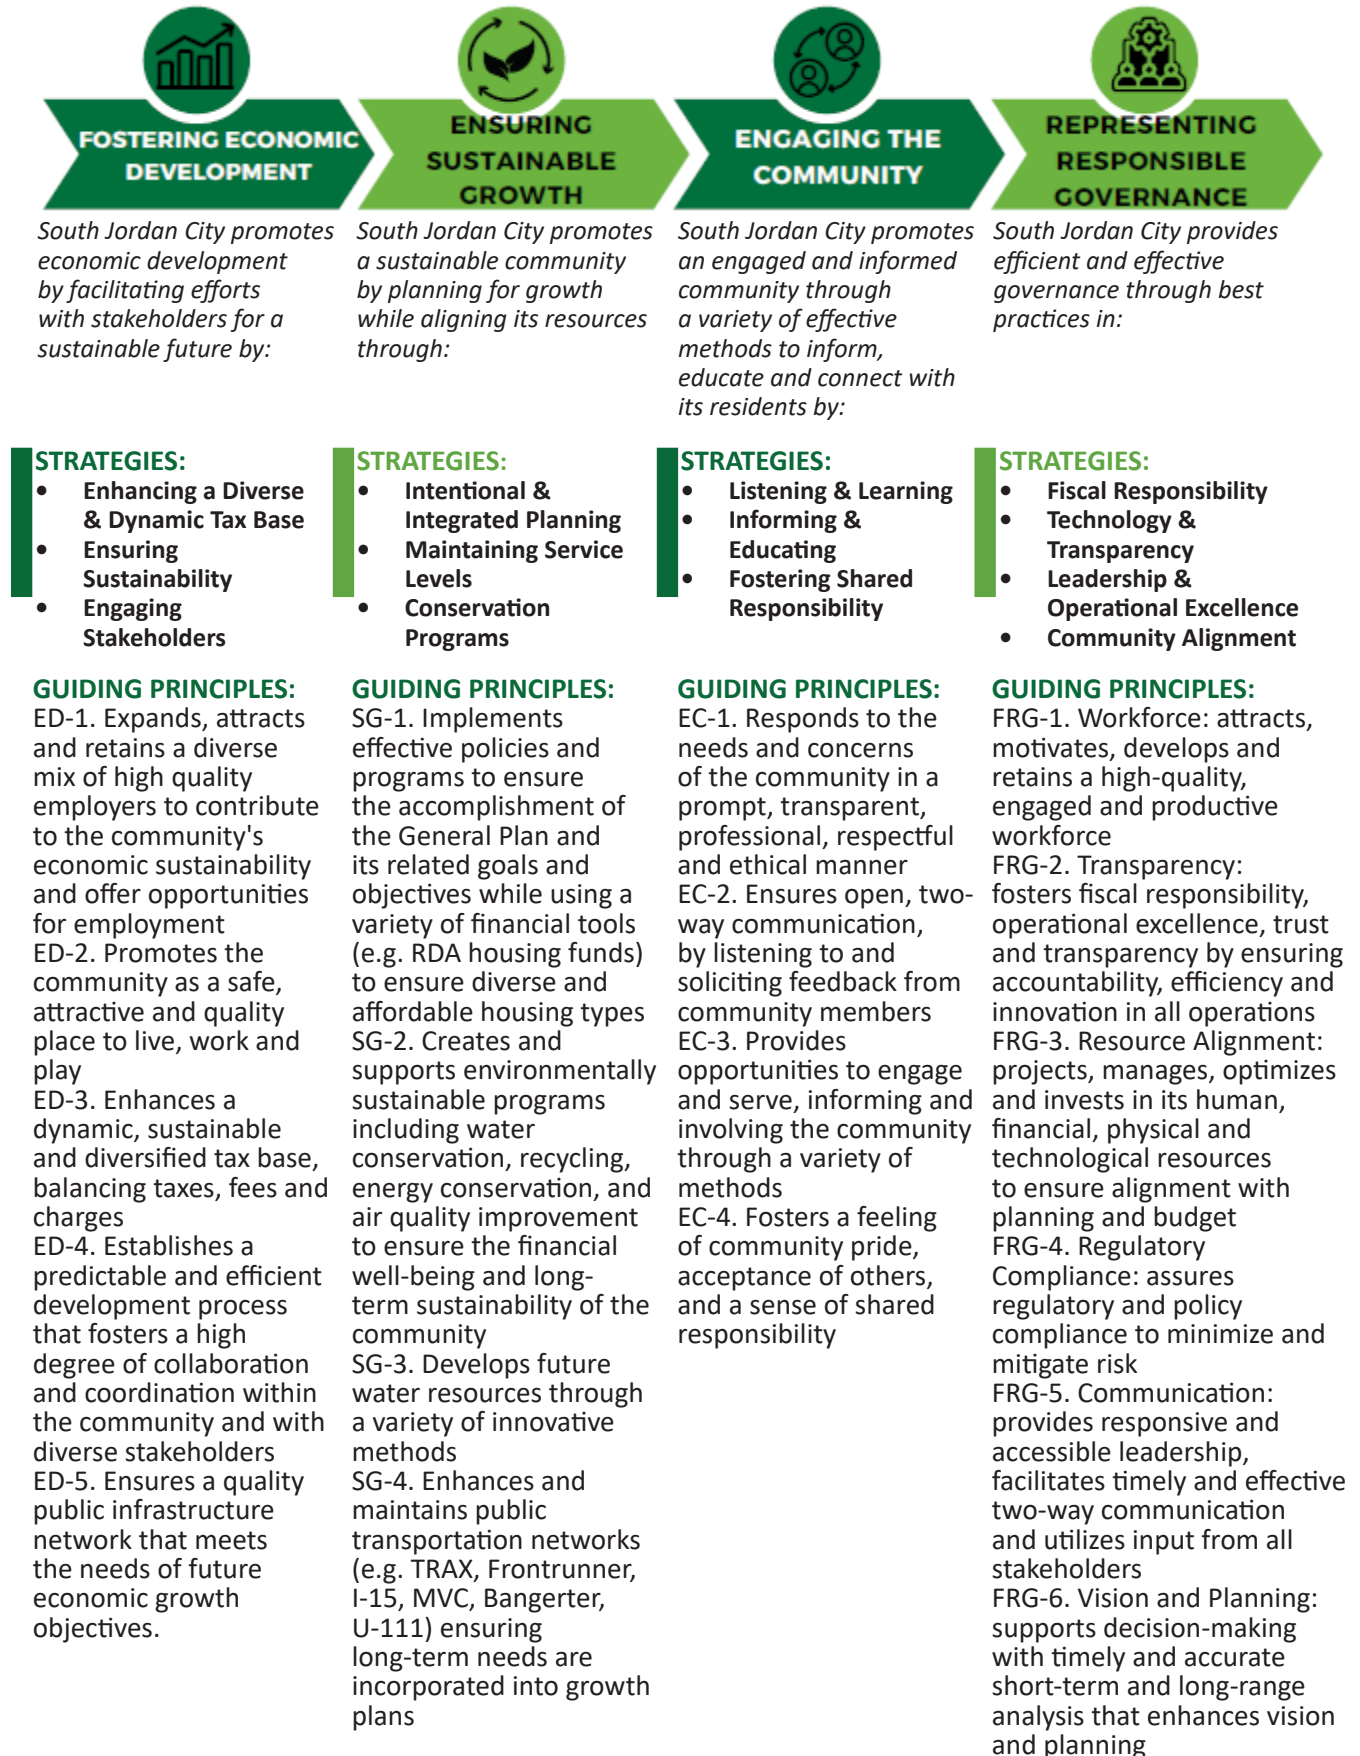 FOSTERING ECONOMIC
DEVELOPMENT
South Jordan City promotes
economic development
by facilitating efforts
with stakeholders for a
sustainable future by:
STRATEGIES:
• Enhancing a Diverse
& Dynamic Tax Base
• Ensuring
Sustainability
• Engaging
Stakeholders
GUIDING PRINCIPLES:
ED-1. Expands, attracts
and retains a diverse
mix of high quality
employers to contribute
to the community's
economic sustainability
and offer opportunities
for employment
ED-2. Promotes the
community as a safe,
attractive and quality
place to live, work and
play
ED-3. Enhances a
dynamic, sustainable
and diversified tax base,
balancing taxes, fees and
charges
ED-4. Establishes a
predictable and efficient
development process
that fosters a high
degree of collaboration
and coordination within
the community and with
diverse stakeholders
ED-5. Ensures a quality
public infrastructure
network that meets
the needs of future
economic growth
objectives.
ENSURING
SUSTAINABLE
GROWTH
South Jordan City promotes
a sustainable community
by planning for growth
while aligning its resources
through:
STRATEGIES:
• Intentional &
Integrated Planning
• Maintaining Service
Levels
• Conservation
Programs
GUIDING PRINCIPLES:
SG-1. Implements
effective policies and
programs to ensure
the accomplishment of
the General Plan and
its related goals and
objectives while using a
variety of financial tools
(e.g. RDA housing funds)
to ensure diverse and
affordable housing types
SG-2. Creates and
supports environmentally
sustainable programs
including water
conservation, recycling,
energy conservation, and
air quality improvement
to ensure the financial
well-being and long-
term sustainability of the
community
SG-3. Develops future
water resources through
a variety of innovative
methods
SG-4. Enhances and
maintains public
transportation networks
(e.g. TRAX, Frontrunner,
I-15, MVC, Bangerter,
U-111) ensuring
long-term needs are
incorporated into growth
plans
ENGAGING THE
COMMUNITY
South Jordan City promotes
an engaged and informed
community through
a variety of effective
methods to inform,
educate and connect with
its residents by:
STRATEGIES:
• Listening & Learning
• Informing &
Educating
• Fostering Shared
Responsibility
GUIDING PRINCIPLES:
EC-1. Responds to the
needs and concerns
of the community in a
prompt, transparent,
professional, respectful
and ethical manner
EC-2. Ensures open, two-
way communication,
by listening to and
soliciting feedback from
community members
EC-3. Provides
opportunities to engage
and serve, informing and
involving the community
through a variety of
methods
EC-4. Fosters a feeling
of community pride,
acceptance of others,
and a sense of shared
responsibility
REPRESENTING
RESPONSIBLE
GOVERNANCE
South Jordan City provides
efficient and effective
governance through best
practices in:
STRATEGIES:
• Fiscal Responsibility
• Technology &
Transparency
• Leadership &
Operational Excellence
• Community Alignment
GUIDING PRINCIPLES:
FRG-1. Workforce: attracts,
motivates, develops and
retains a high-quality,
engaged and productive
workforce
FRG-2. Transparency:
fosters fiscal responsibility,
operational excellence, trust
and transparency by ensuring
accountability, efficiency and
innovation in all operations
FRG-3. Resource Alignment:
projects, manages, optimizes
and invests in its human,
financial, physical and
technological resources
to ensure alignment with
planning and budget
FRG-4. Regulatory
Compliance: assures
regulatory and policy
compliance to minimize and
mitigate risk
FRG-5. Communication:
provides responsive and
accessible leadership,
facilitates timely and effective
two-way communication
and utilizes input from all
stakeholders
FRG-6. Vision and Planning:
supports decision-making
with timely and accurate
short-term and long-range
analysis that enhances vision
and planning